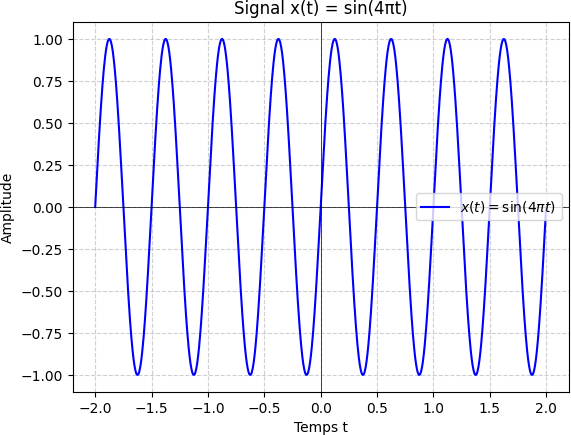 Signal x(t) = sin(4πt)
1.00
0.75
0.50
0.25
0.00
−0.25
−0.50
−0.75
−1.00
Amplitude
x(t) = sin(4πt)
−2.0 −1.5 −1.0 −0.5 0.0 0.5 1.0 1.5 2.0
Temps t